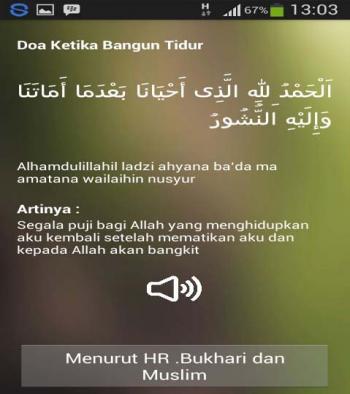 H 67% 13:03
Doa Ketika Bangun Tidur
اَلْحَمْدُ لِلّٰهِ الَّذِى أَحْيَانَا بَعْدَمَا أَمَاتَنَا
وَإِلَيْهِ النُّشُوْرُ
Alhamdulillahil ladzi ahyana ba'da ma
amatana wailaihin nusyur
Artinya :
Segala puji bagi Allah yang menghidupkan
aku kembali setelah mematikan aku dan
kepada Allah akan bangkit
Menurut HR .Bukhari dan
Muslim